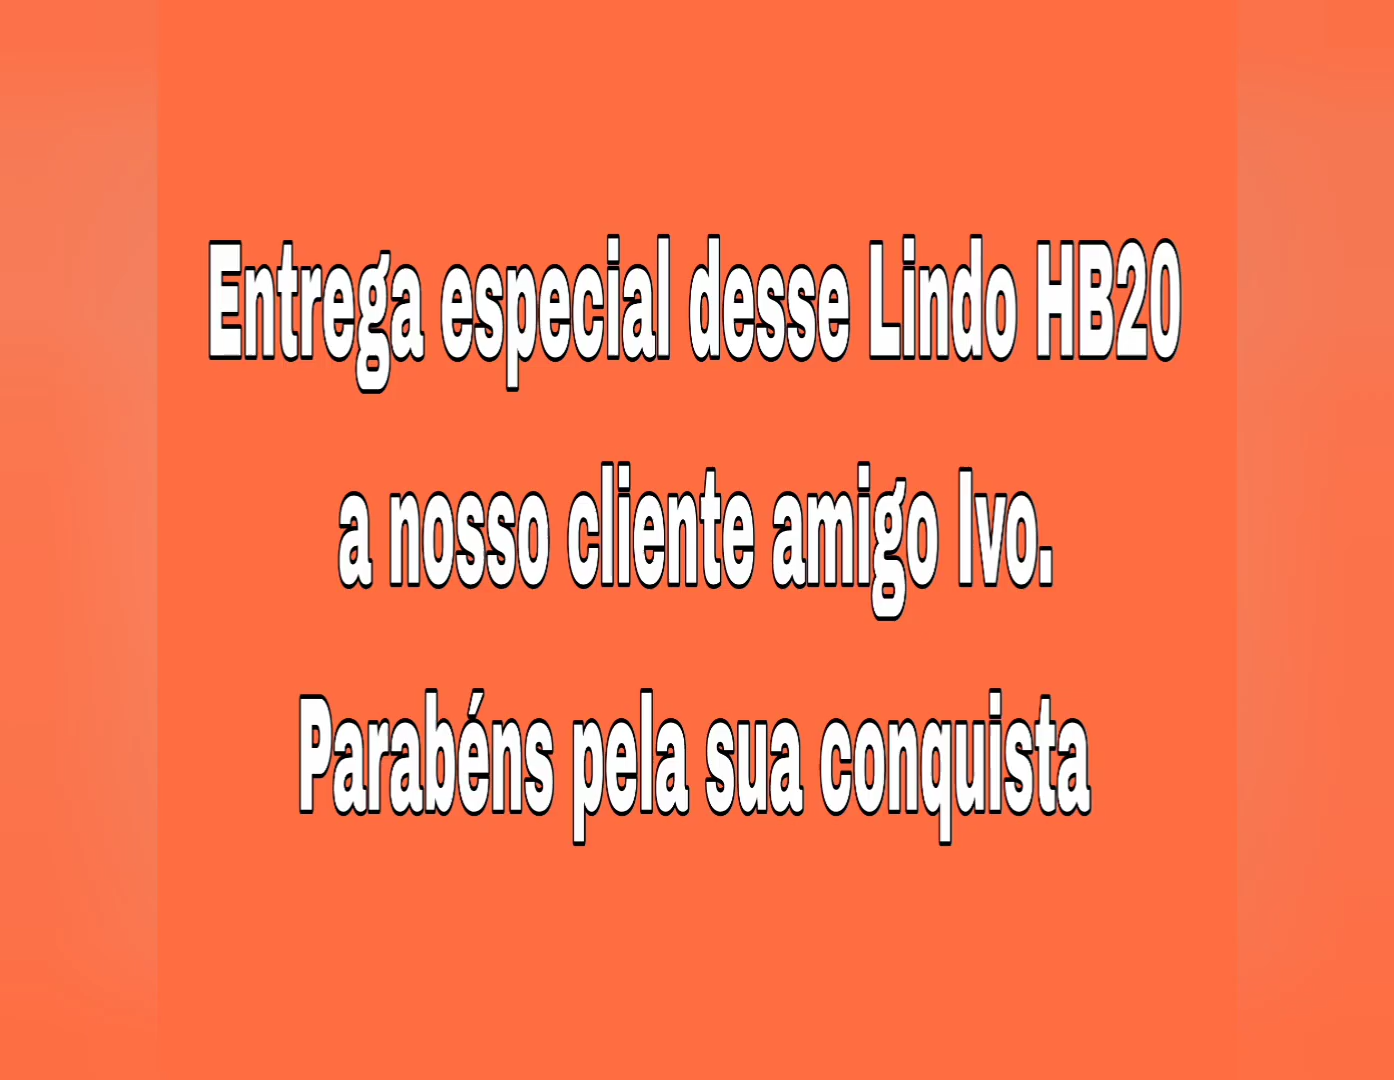 Entrega especial desse Lindo HB20
a nosso cliente amigo Ivo.
Parabéns pela sua conquista